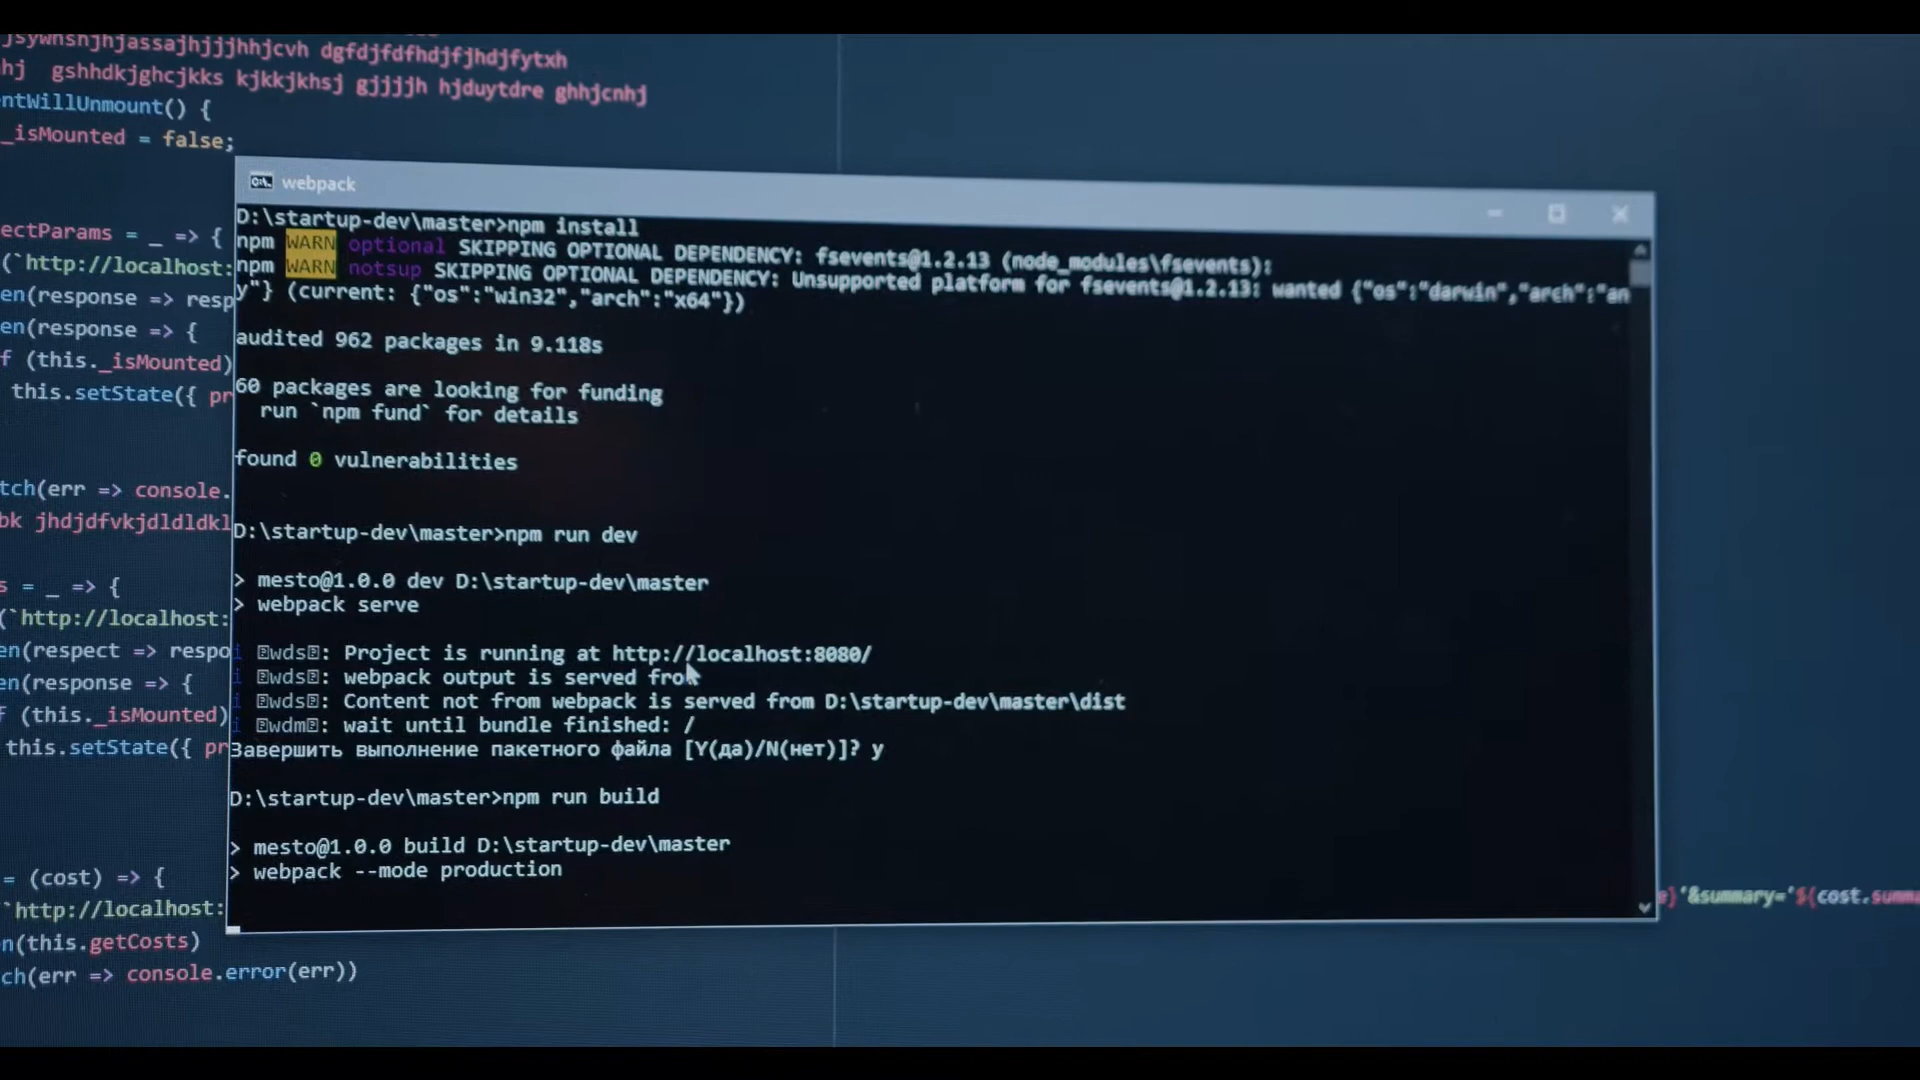 jsywhshjhjassajhjjjhhjcvh dgfdjfdfhdjfjhdjfytxh
hj gshhdkjghcjkks kjkkjkhsj gjjjjh hjduytdre ghhjcnhj
entWillUnmount() {
_isMounted = false;
webpack
D:\startup-dev\master>npm install
npm WARN optional SKIPPING OPTIONAL DEPENDENCY: fsevents@1.2.13 (node_modules\fsevents):
npm WARN notsup SKIPPING OPTIONAL DEPENDENCY: Unsupported platform for fsevents@1.2.13: wanted {"os":"darwin","arch":"an
y"} (current: {"os":"win32","arch":"x64"})
audited 962 packages in 9.118s
60 packages are looking for funding
run `npm fund` for details
found 0 vulnerabilities
D:\startup-dev\master>npm run dev
> mesto@1.0.0 dev D:\startup-dev\master
> webpack serve
i ｢wds｣: Project is running at http://localhost:8080/
i ｢wds｣: webpack output is served from
i ｢wds｣: Content not from webpack is served from D:\startup-dev\master\dist
i ｢wdm｣: wait until bundle finished: /
Завершить выполнение пакетного файла [Y(да)/N(нет)]? y
D:\startup-dev\master>npm run build
> mesto@1.0.0 build D:\startup-dev\master
> webpack --mode production
ectParams = _ => {
(`http://localhost:
en(response => resp
en(response => {
f (this._isMounted)
this.setState({ pr
tch(err => console.
bk jhdjdfvkjdldldkl
s = _ => {
(`http://localhost:
en(respect => respo
en(response => {
f (this._isMounted)
this.setState({ pr
= (cost) => {
`http://localhost:
}'&summary='${cost.summa
n(this.getCosts)
ch(err => console.error(err))